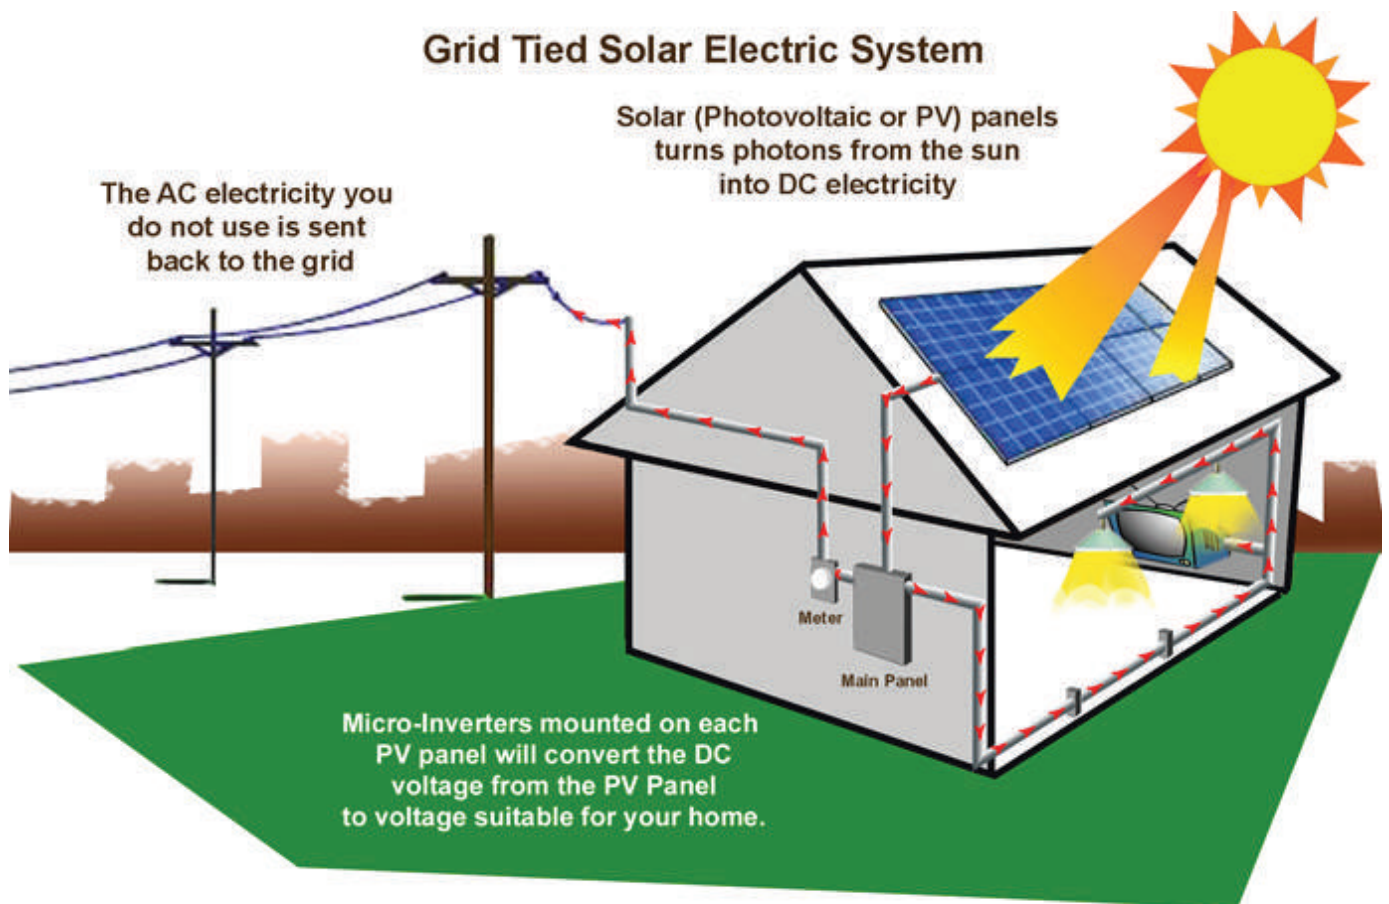 Grid Tied Solar Electric System
Solar (Photovoltaic or PV) panels
turns photons from the sun
into DC electricity
The AC electricity you
do not use is sent
back to the grid
Meter
Main Panel
Micro-Inverters mounted on each
PV panel will convert the DC
voltage from the PV Panel
to voltage suitable for your home.